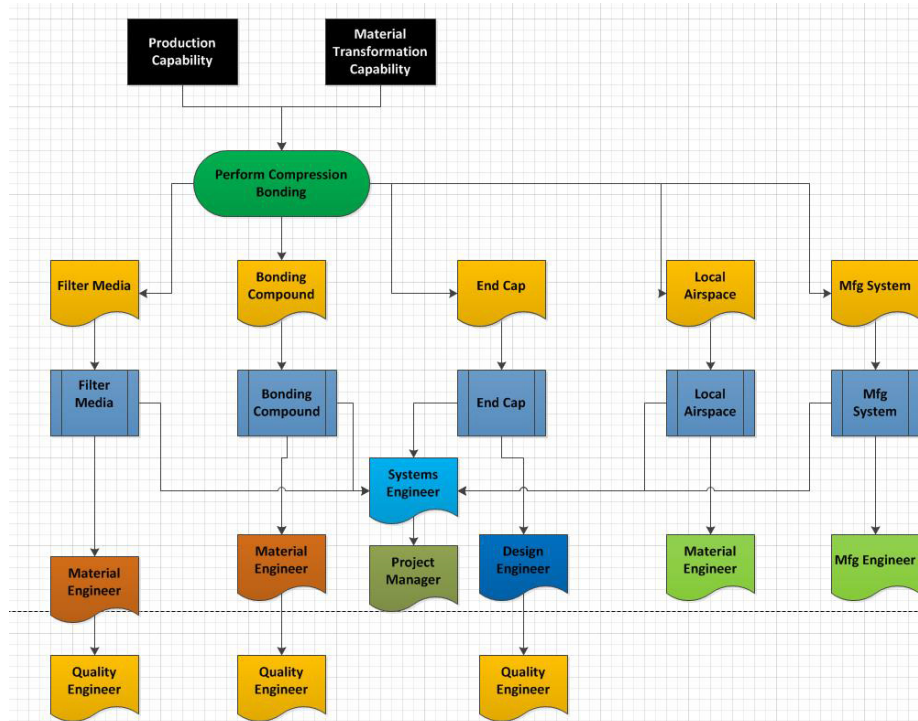 Production
Capability
Material
Transformation
Capability
Perform Compression
Bonding
Filter Media
Bonding
Compound
End Cap
Local
Airspace
Mfg System
Filter
Media
Bonding
Compound
End Cap
Local
Airspace
Mfg
System
Systems
Engineer
Material
Engineer
Material
Engineer
Project
Manager
Design
Engineer
Material
Engineer
Mfg Engineer
Quality
Engineer
Quality
Engineer
Quality
Engineer